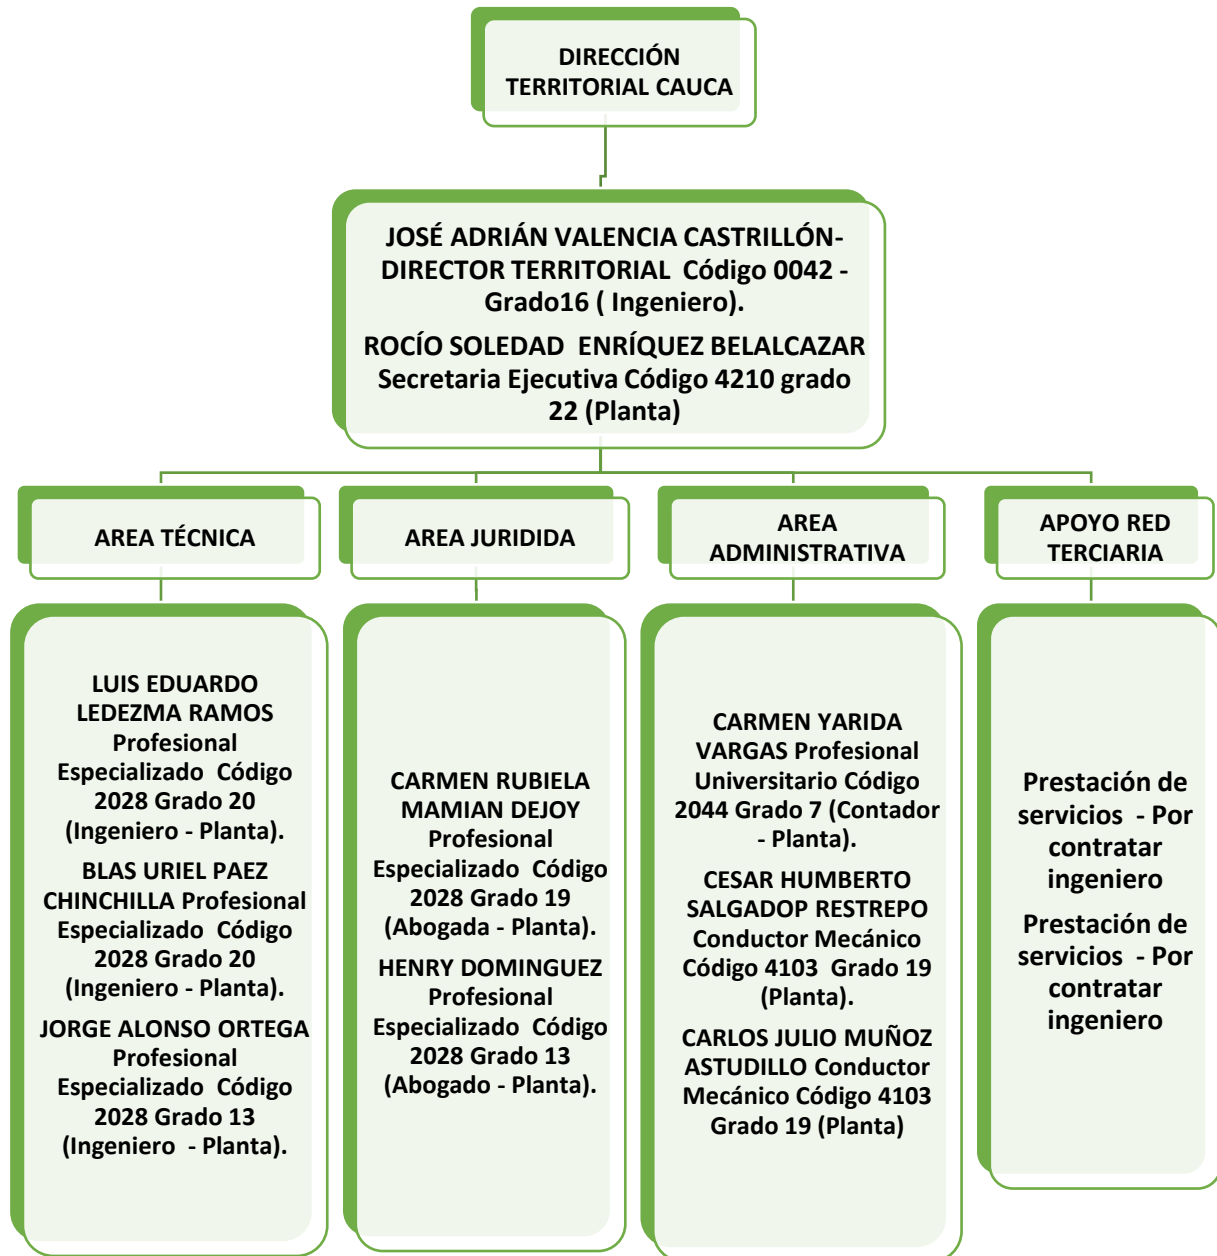 DIRECCIÓN
TERRITORIAL CAUCA
JOSÉ ADRIÁN VALENCIA CASTRILLÓN-
DIRECTOR TERRITORIAL Código 0042 -
Grado16 ( Ingeniero).
ROCÍO SOLEDAD ENRÍQUEZ BELALCAZAR
Secretaria Ejecutiva Código 4210 grado
22 (Planta)
AREA TÉCNICA
LUIS EDUARDO
LEDEZMA RAMOS
Profesional
Especializado Código
2028 Grado 20
(Ingeniero - Planta).
BLAS URIEL PAEZ
CHINCHILLA Profesional
Especializado Código
2028 Grado 20
(Ingeniero - Planta).
JORGE ALONSO ORTEGA
Profesional
Especializado Código
2028 Grado 13
(Ingeniero - Planta).
AREA JURIDIDA
CARMEN RUBIELA
MAMIAN DEJOY
Profesional
Especializado Código
2028 Grado 19
(Abogada - Planta).
HENRY DOMINGUEZ
Profesional
Especializado Código
2028 Grado 13
(Abogado - Planta).
AREA
ADMINISTRATIVA
CARMEN YARIDA
VARGAS Profesional
Universitario Código
2044 Grado 7 (Contador
- Planta).
CESAR HUMBERTO
SALGADOP RESTREPO
Conductor Mecánico
Código 4103 Grado 19
(Planta).
CARLOS JULIO MUÑOZ
ASTUDILLO Conductor
Mecánico Código 4103
Grado 19 (Planta)
APOYO RED
TERCIARIA
Prestación de
servicios - Por
contratar
ingeniero
Prestación de
servicios - Por
contratar
ingeniero